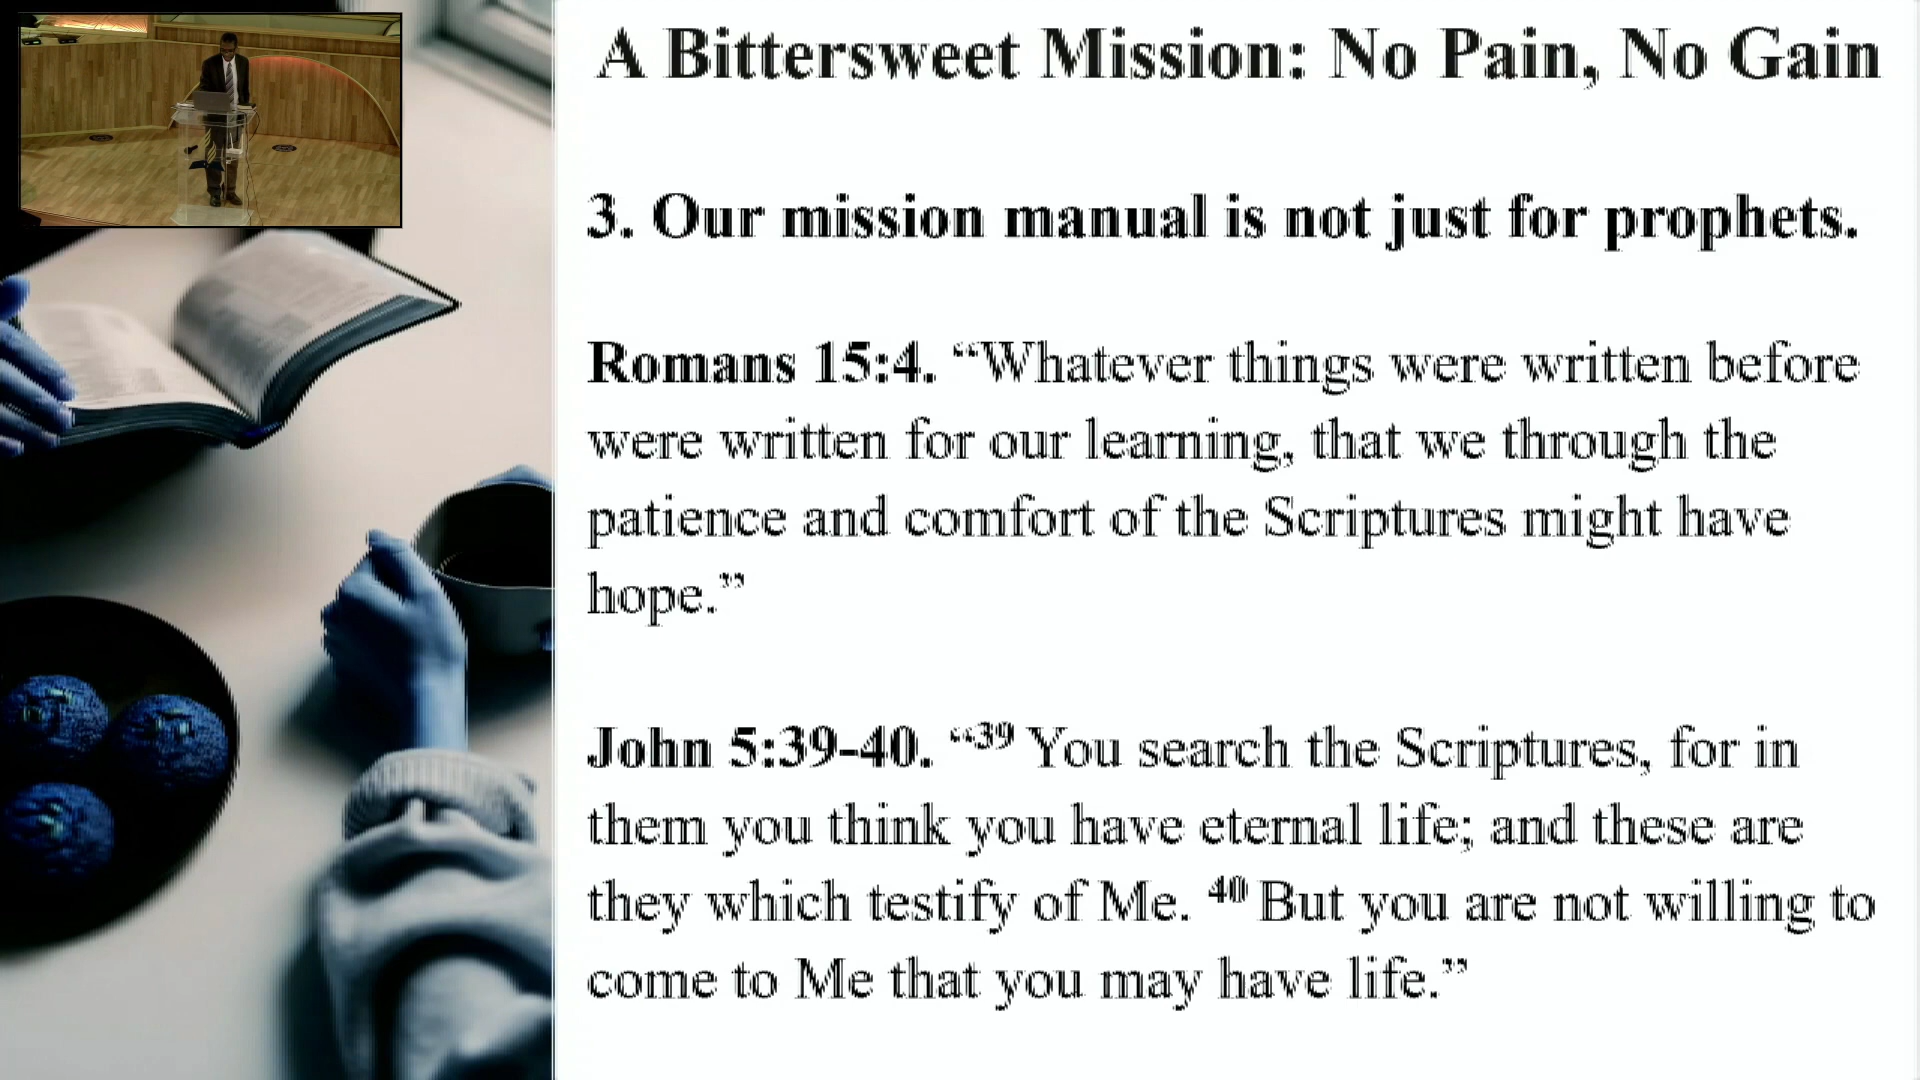 A Bittersweet Mission: No Pain, No Gain
3. Our mission manual is not just for prophets.
Romans 15:4. “Whatever things were written before
were written for our learning, that we through the
patience and comfort of the Scriptures might have
hope.”
John 5:39-40. “39 You search the Scriptures, for in
them you think you have eternal life; and these are
they which testify of Me. 40 But you are not willing to
come to Me that you may have life.”